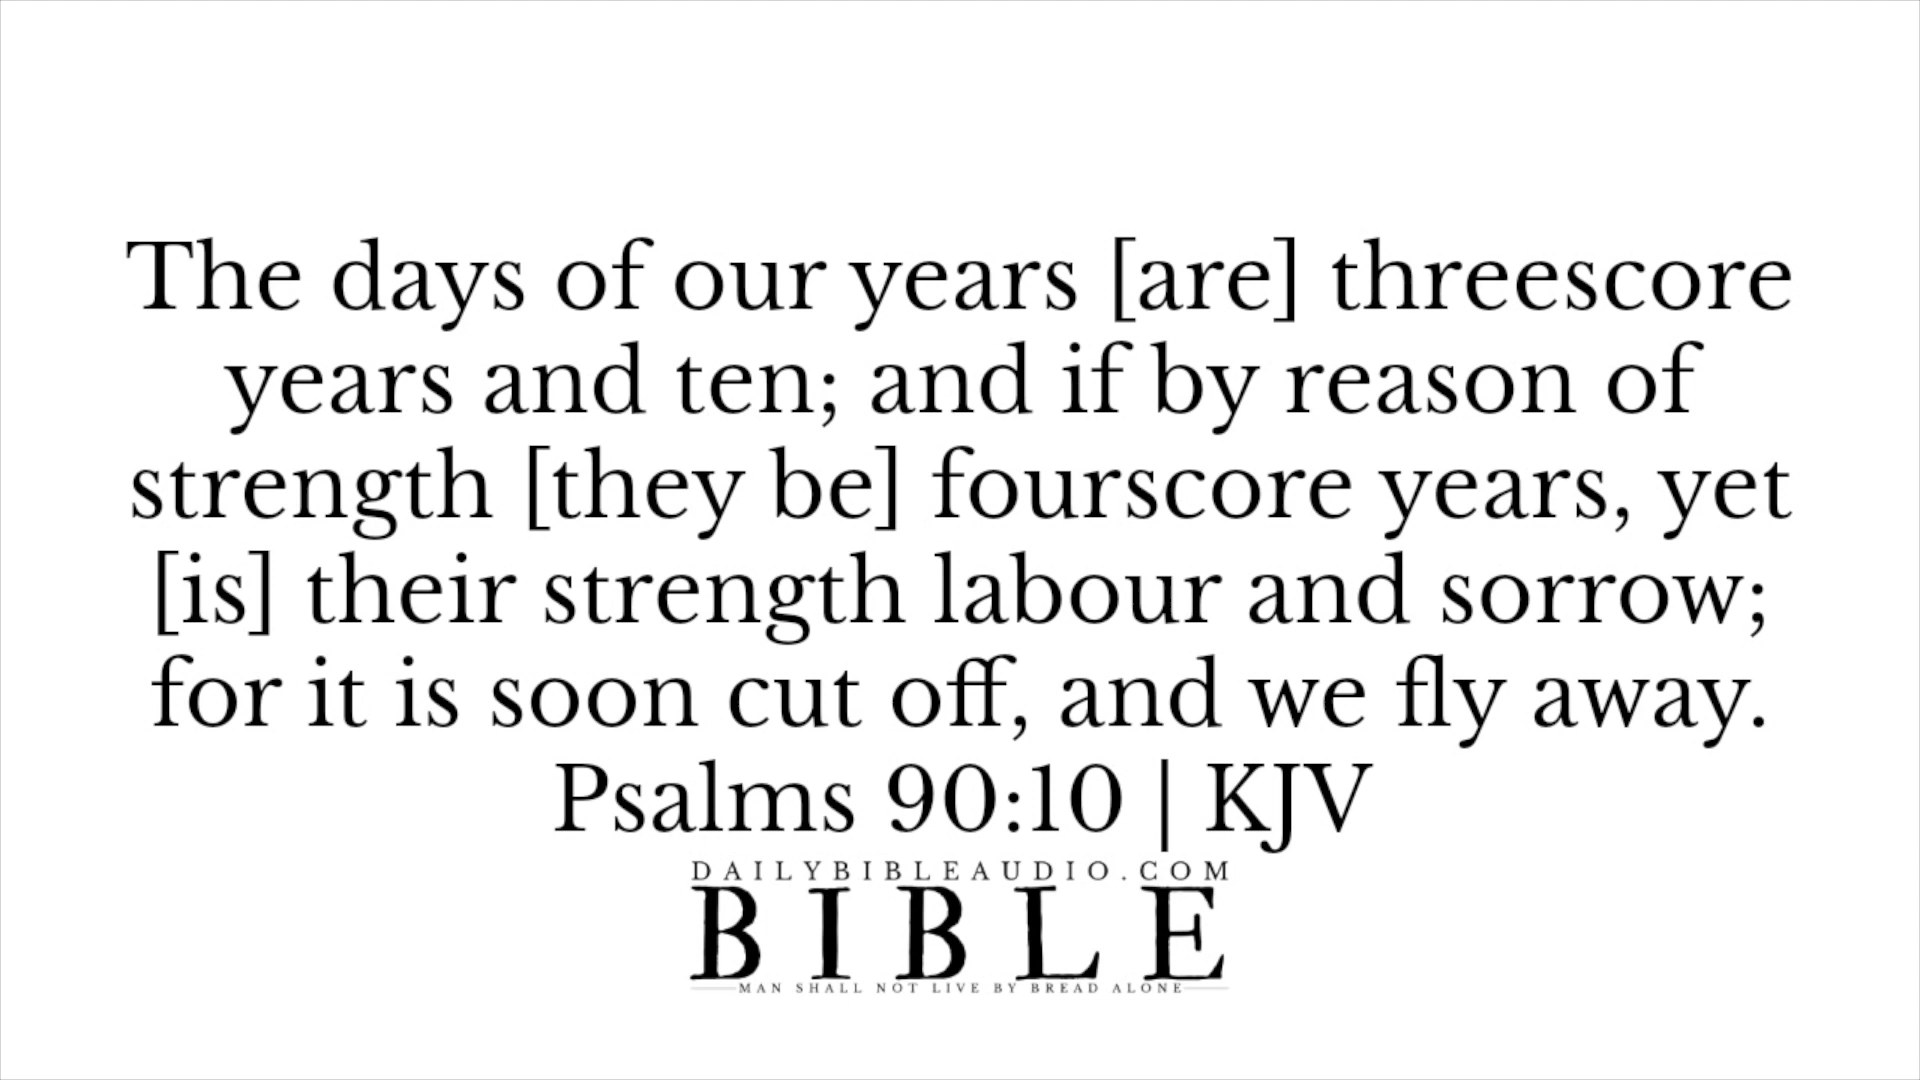 The days of our years [are] threescore
years and ten; and if by reason of
strength [they be] fourscore years, yet
[is] their strength labour and sorrow;
for it is soon cut off, and we fly away.
Psalms 90:10 | KJV
DAILYBIBLEAUDIO.COM
BIBLE
MAN SHALL NOT LIVE BY BREAD ALONE